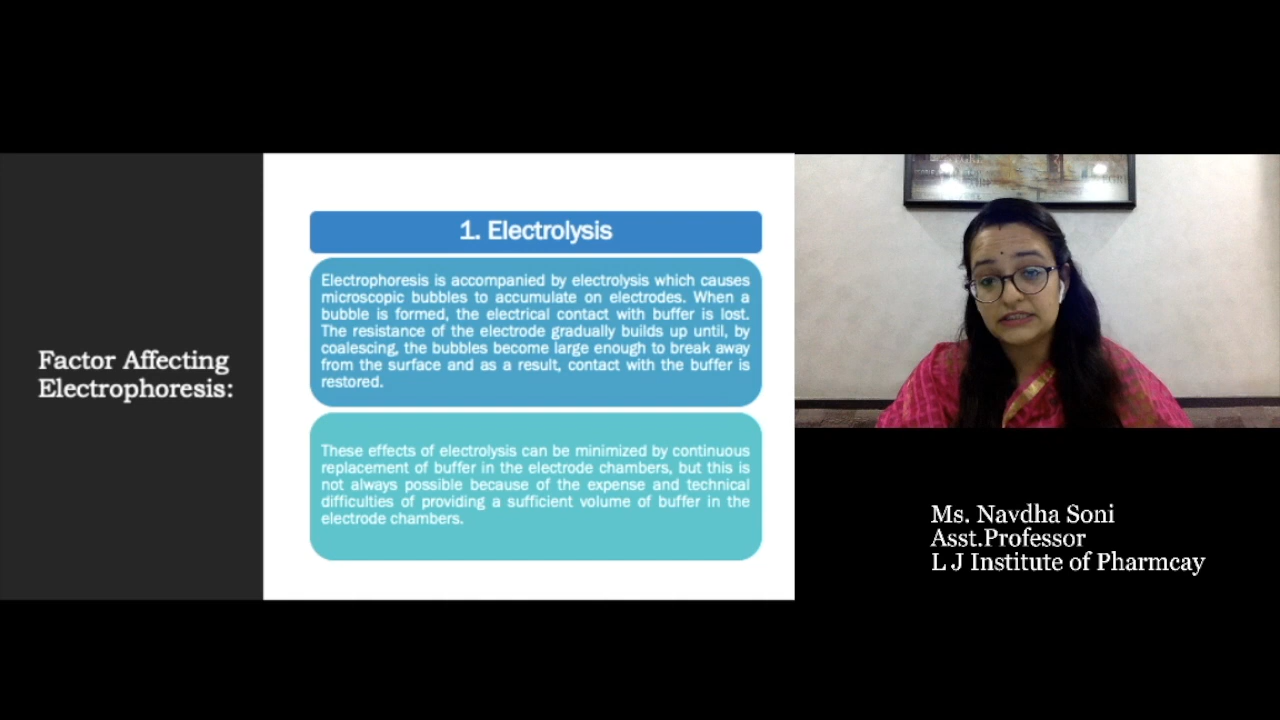 Factor Affecting
Electrophoresis:
1. Electrolysis
Electrophoresis is accompanied by electrolysis which causes
microscopic bubbles to accumulate on electrodes. When a
bubble is formed, the electrical contact with buffer is lost.
The resistance of the electrode gradually builds up until, by
coalescing, the bubbles become large enough to break away
from the surface and as a result, contact with the buffer is
restored.
These effects of electrolysis can be minimized by continuous
replacement of buffer in the electrode chambers, but this is
not always possible because of the expense and technical
difficulties of providing a sufficient volume of buffer in the
electrode chambers.
Ms. Navdha Soni
Asst.Professor
L J Institute of Pharmcay